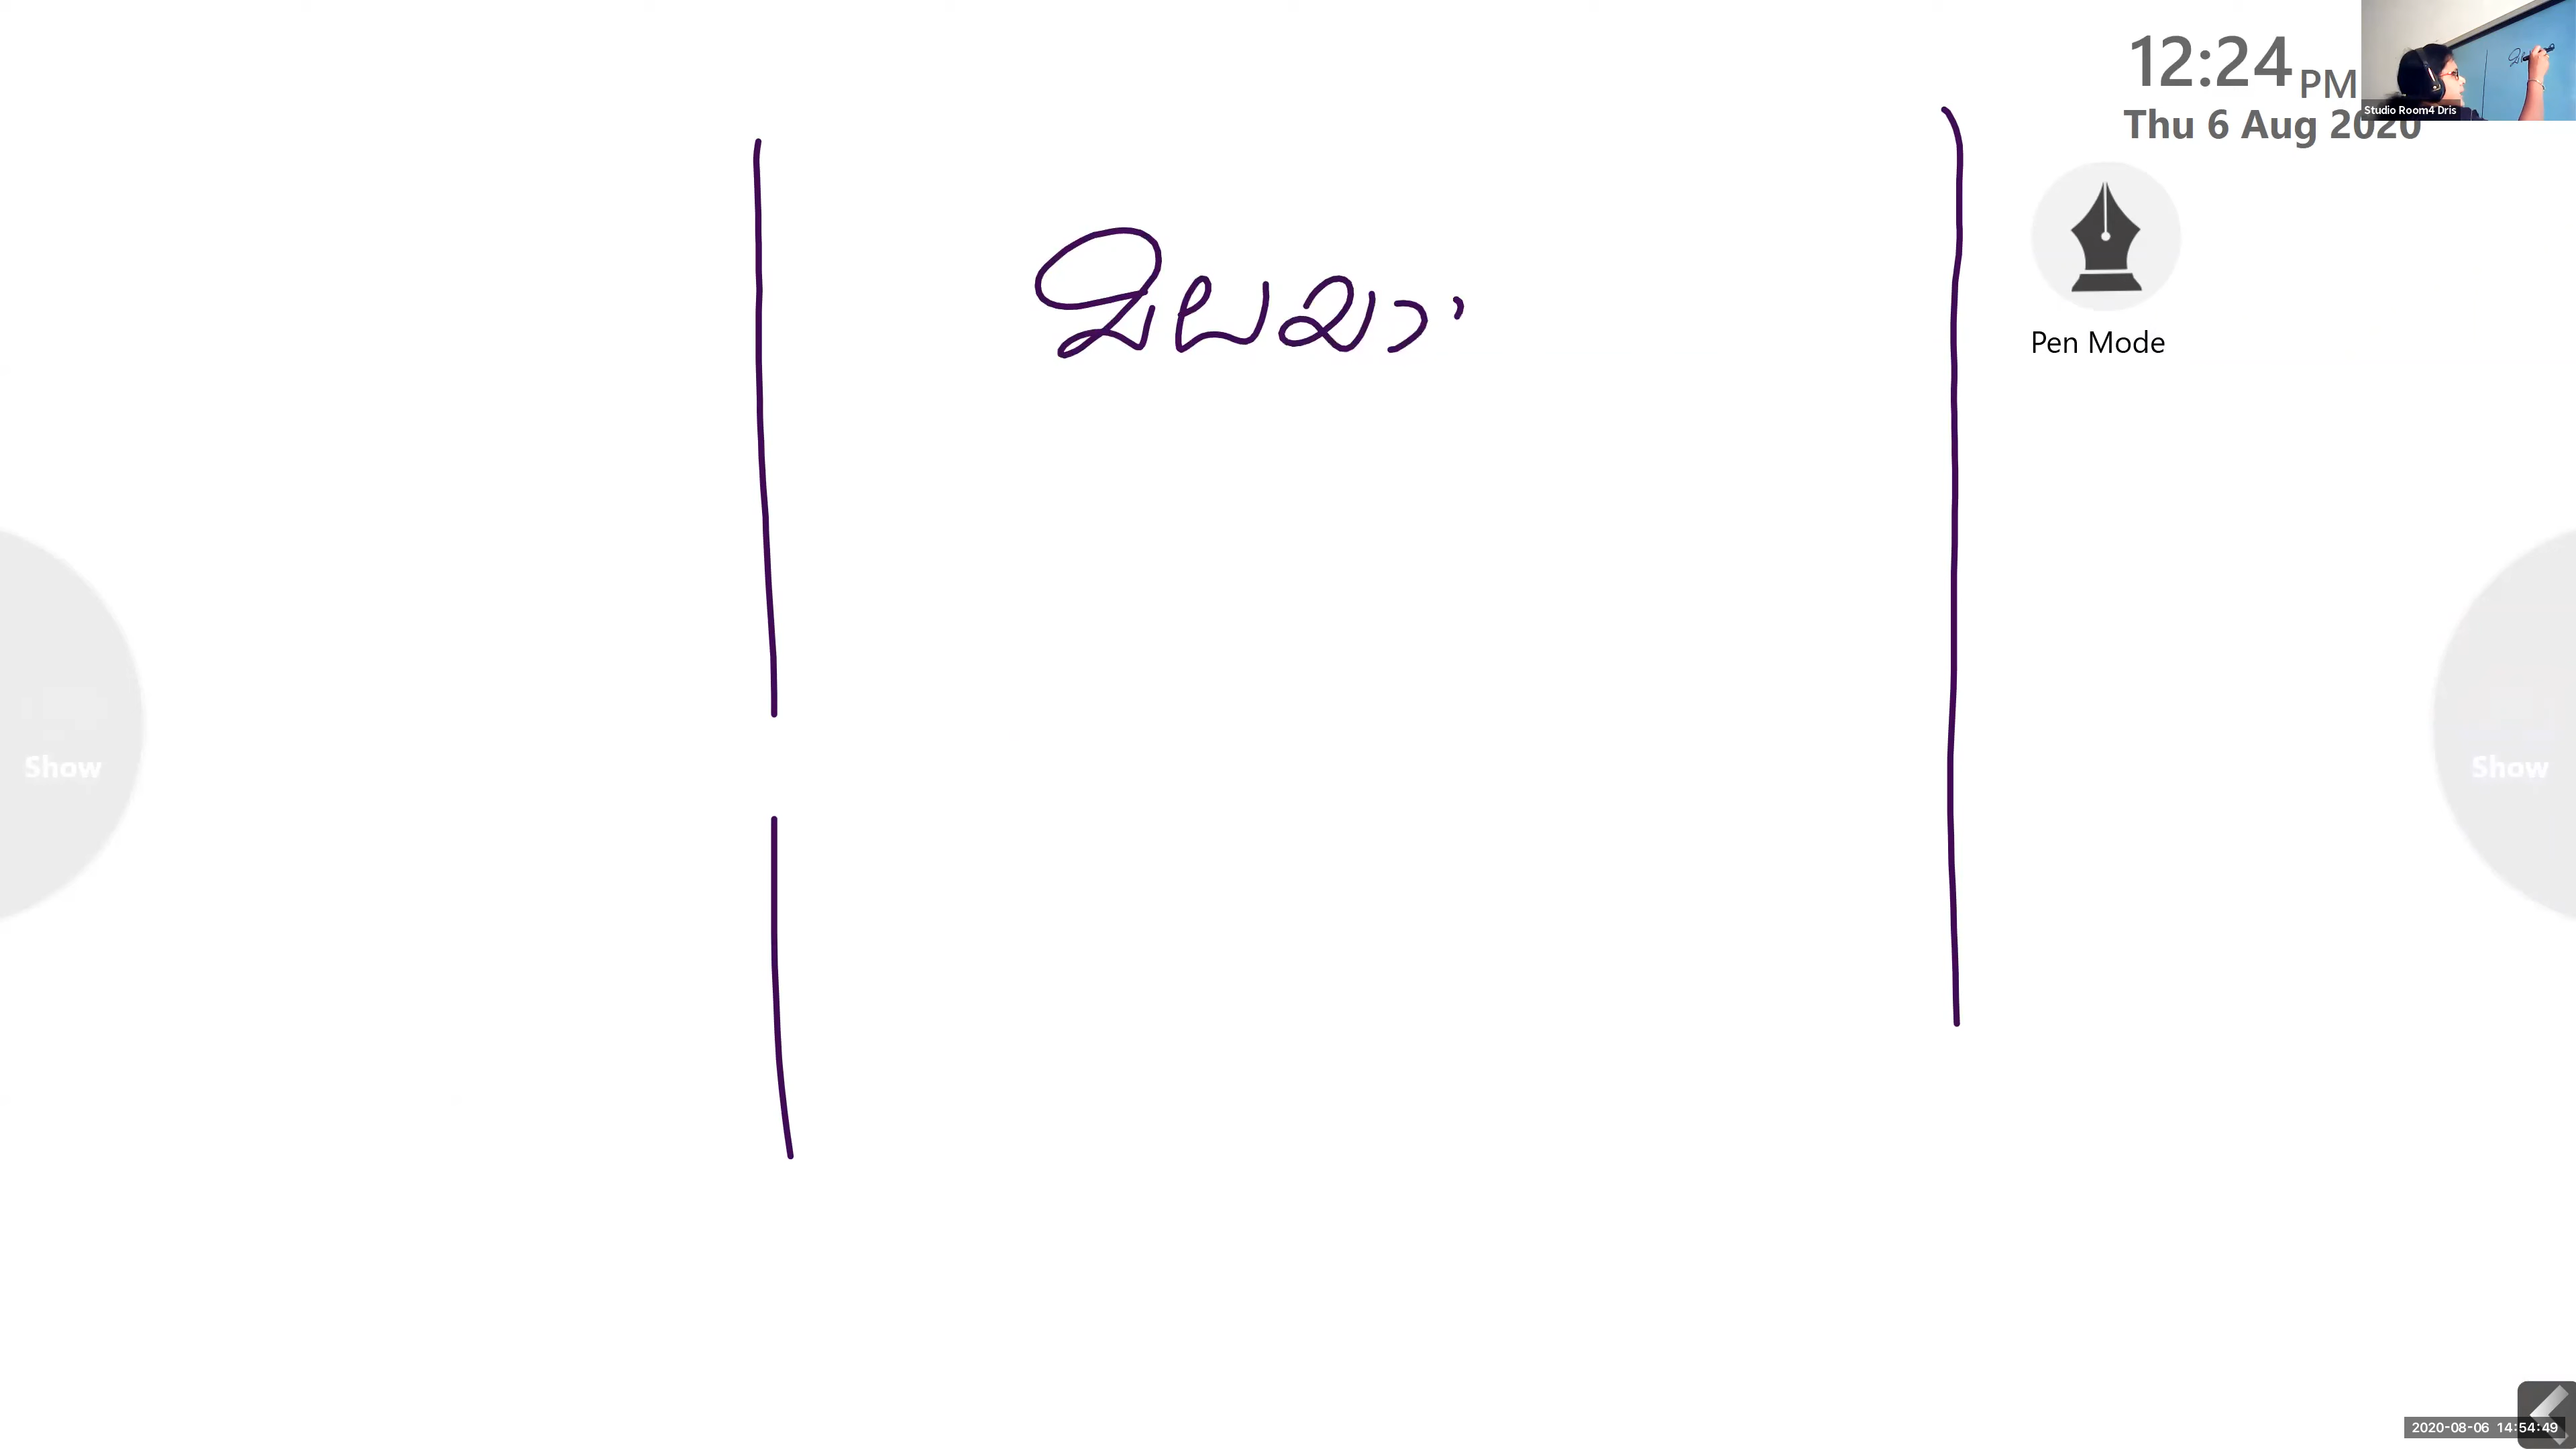 12:24 PM
Thu 6 Aug 2020
Studio Room4 Dris
മലയാ
Pen Mode
Show
Show
2020-08-06 14:54:49